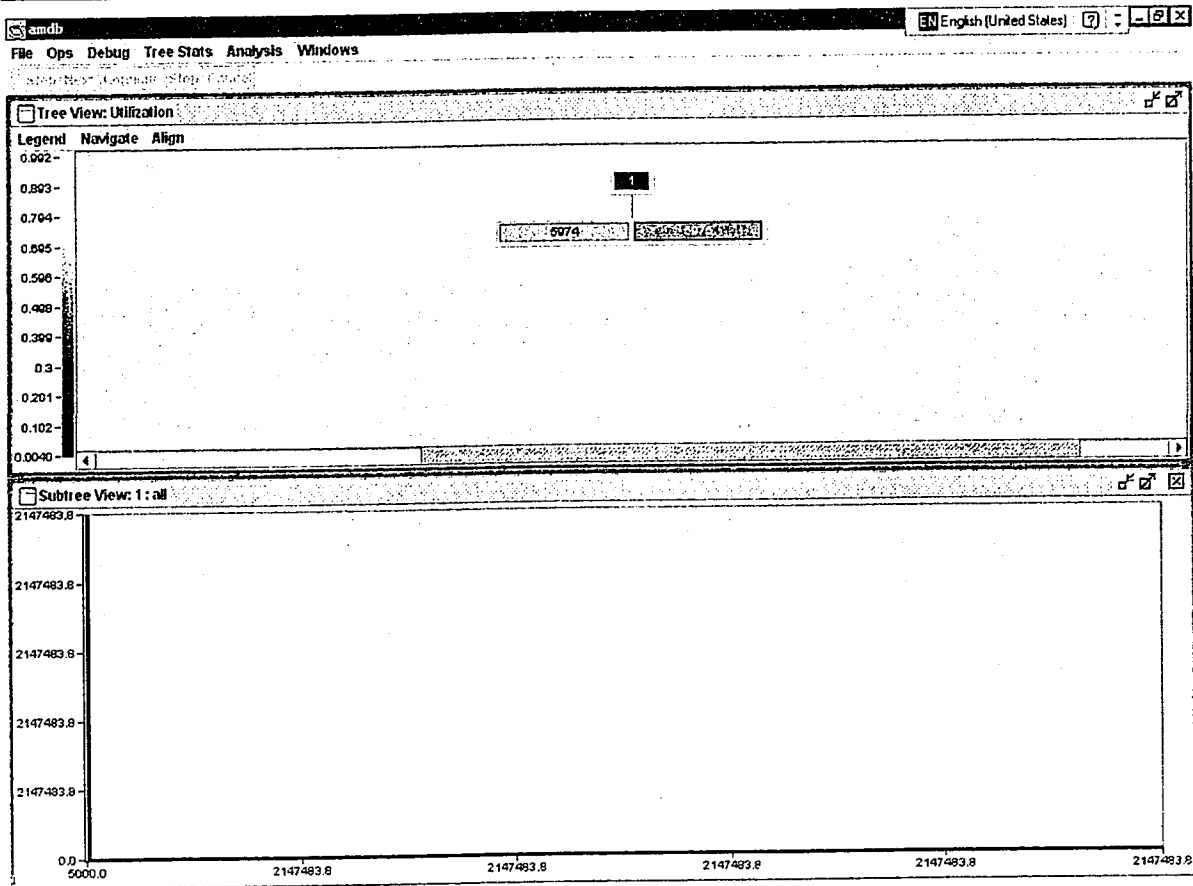 amdb
EN English (United States) ?
File Ops Debug Tree Stats Analysis Windows
Tree View: Utilization
Legend Navigate Align
0.992
0.893
0.794
0.695
0.596
0.498
0.399
0.3
0.201
0.102
0.0040
1
5974
Subtree View: 1 : all
2147483.8
2147483.8
2147483.8
2147483.8
2147483.8
0.0
5000.0 2147483.8 2147483.8 2147483.8 2147483.8 2147483.8